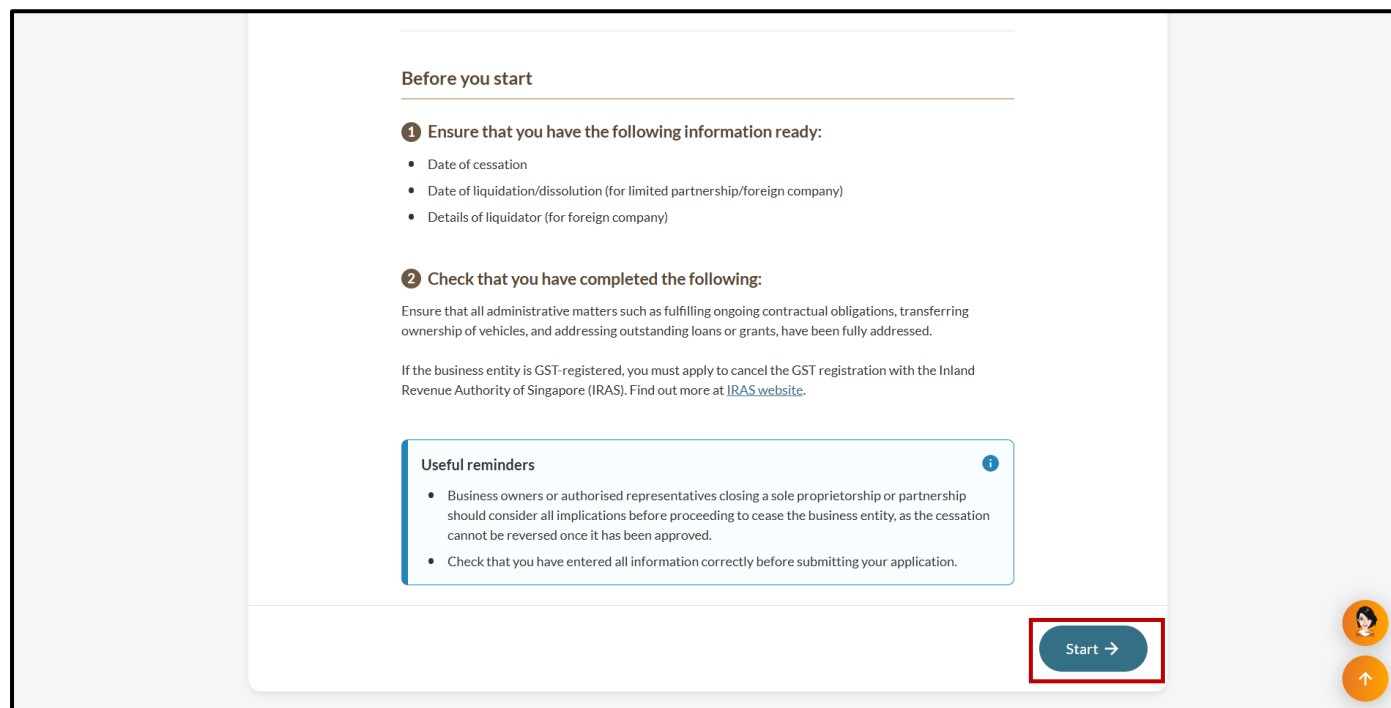 Before you start
1 Ensure that you have the following information ready:
• Date of cessation
• Date of liquidation/dissolution (for limited partnership/foreign company)
• Details of liquidator (for foreign company)
2 Check that you have completed the following:
Ensure that all administrative matters such as fulfilling ongoing contractual obligations, transferring
ownership of vehicles, and addressing outstanding loans or grants, have been fully addressed.
If the business entity is GST-registered, you must apply to cancel the GST registration with the Inland
Revenue Authority of Singapore (IRAS). Find out more at IRAS website.
Useful reminders
• Business owners or authorised representatives closing a sole proprietorship or partnership
should consider all implications before proceeding to cease the business entity, as the cessation
cannot be reversed once it has been approved.
• Check that you have entered all information correctly before submitting your application.
Start →